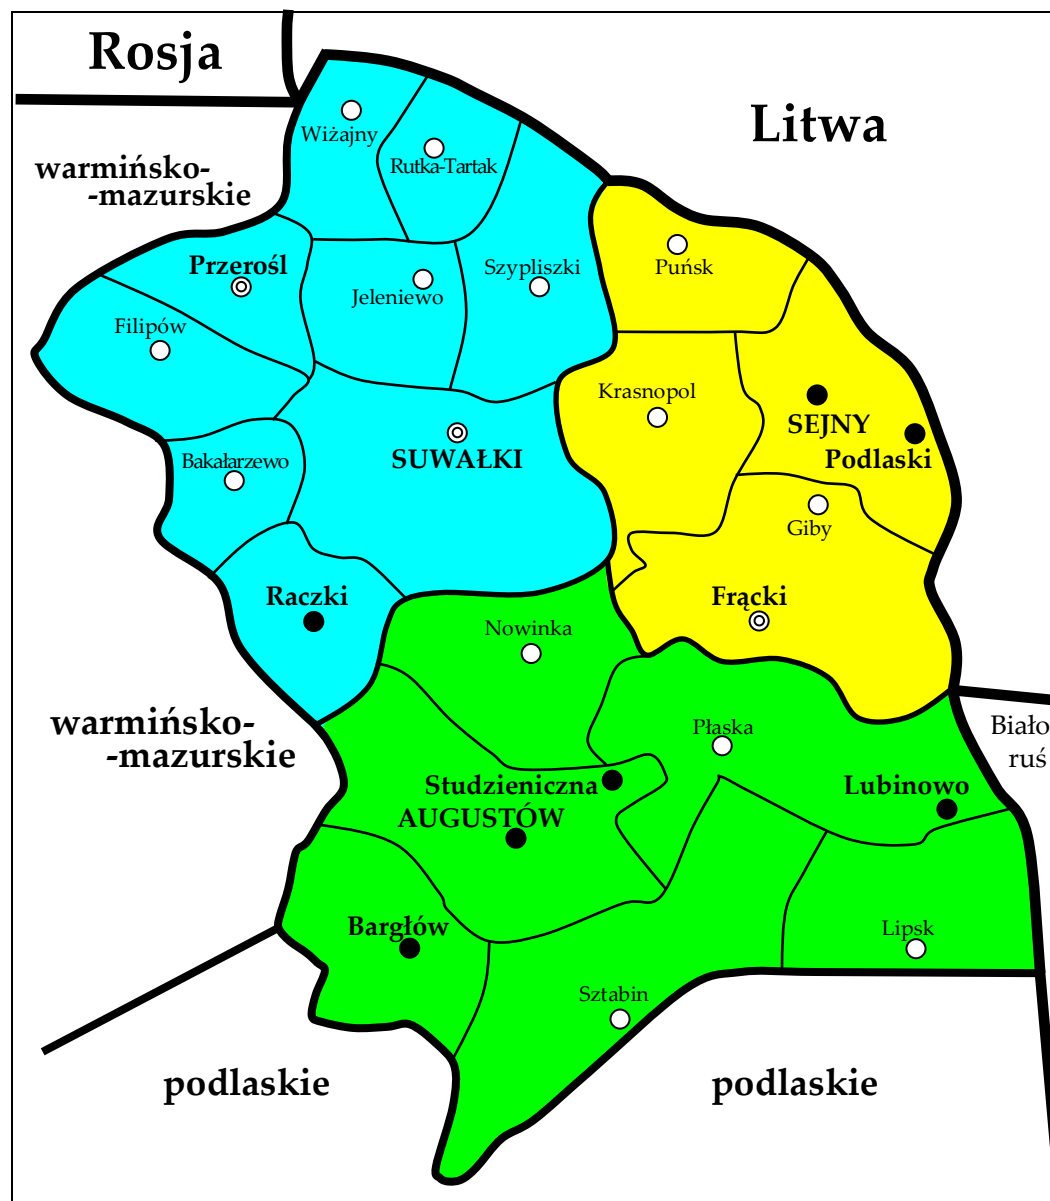 Rosja
Litwa
Wiżajny
Rutka-Tartak
warmińsko-
-mazurskie
Przerośl
Szypliszki
Puńsk
Jeleniewo
Filipów
Krasnopol
SEJNY
Podlaski
SUWAŁKI
Bakałarzewo
Giby
Raczki
Frącki
Nowinka
warmińsko-
-mazurskie
Płaska
Biało
ruś
Studzieniczna
Lubinowo
AUGUSTÓW
Bargłów
Lipsk
Sztabin
podlaskie
podlaskie